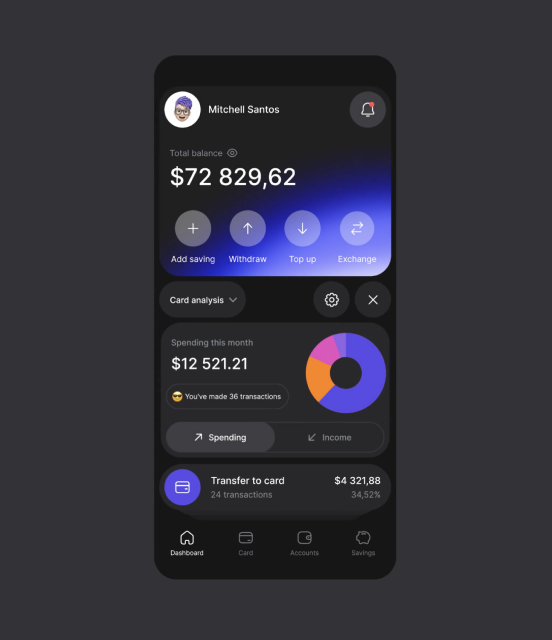 Mitchell Santos
Total balance
$72 829,62
Add saving Withdraw Top up Exchange
Card analysis
Spending this month
$12 521.21
You've made 36 transactions
Spending Income
Transfer to card $4 321,88
24 transactions 34,52%
Dashboard Card Accounts Savings